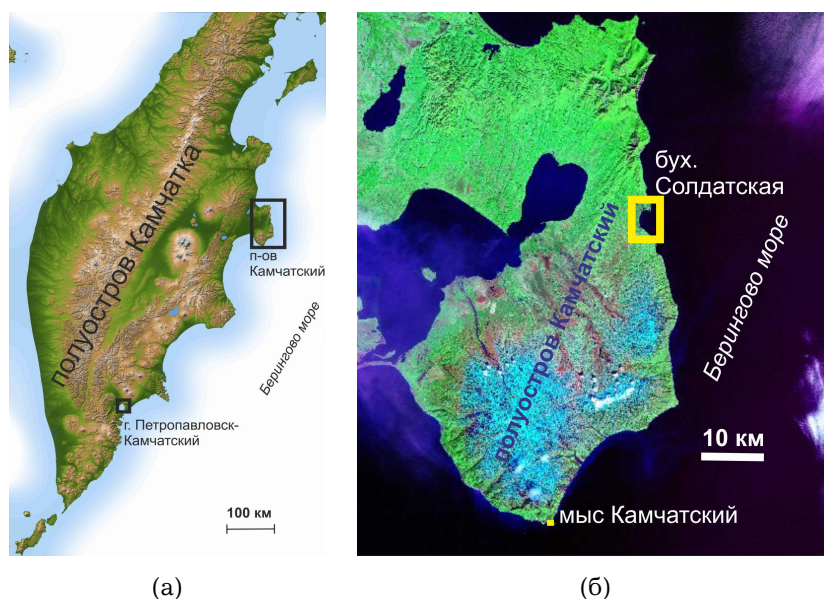 полуостров Камчатка
п-ов
Камчатский
Берингово море
г. Петропавловск-
Камчатский
100 км
(а)
бух.
Солдатская
полуостров Камчатский
Берингово море
10 км
мыс Камчатский
(б)